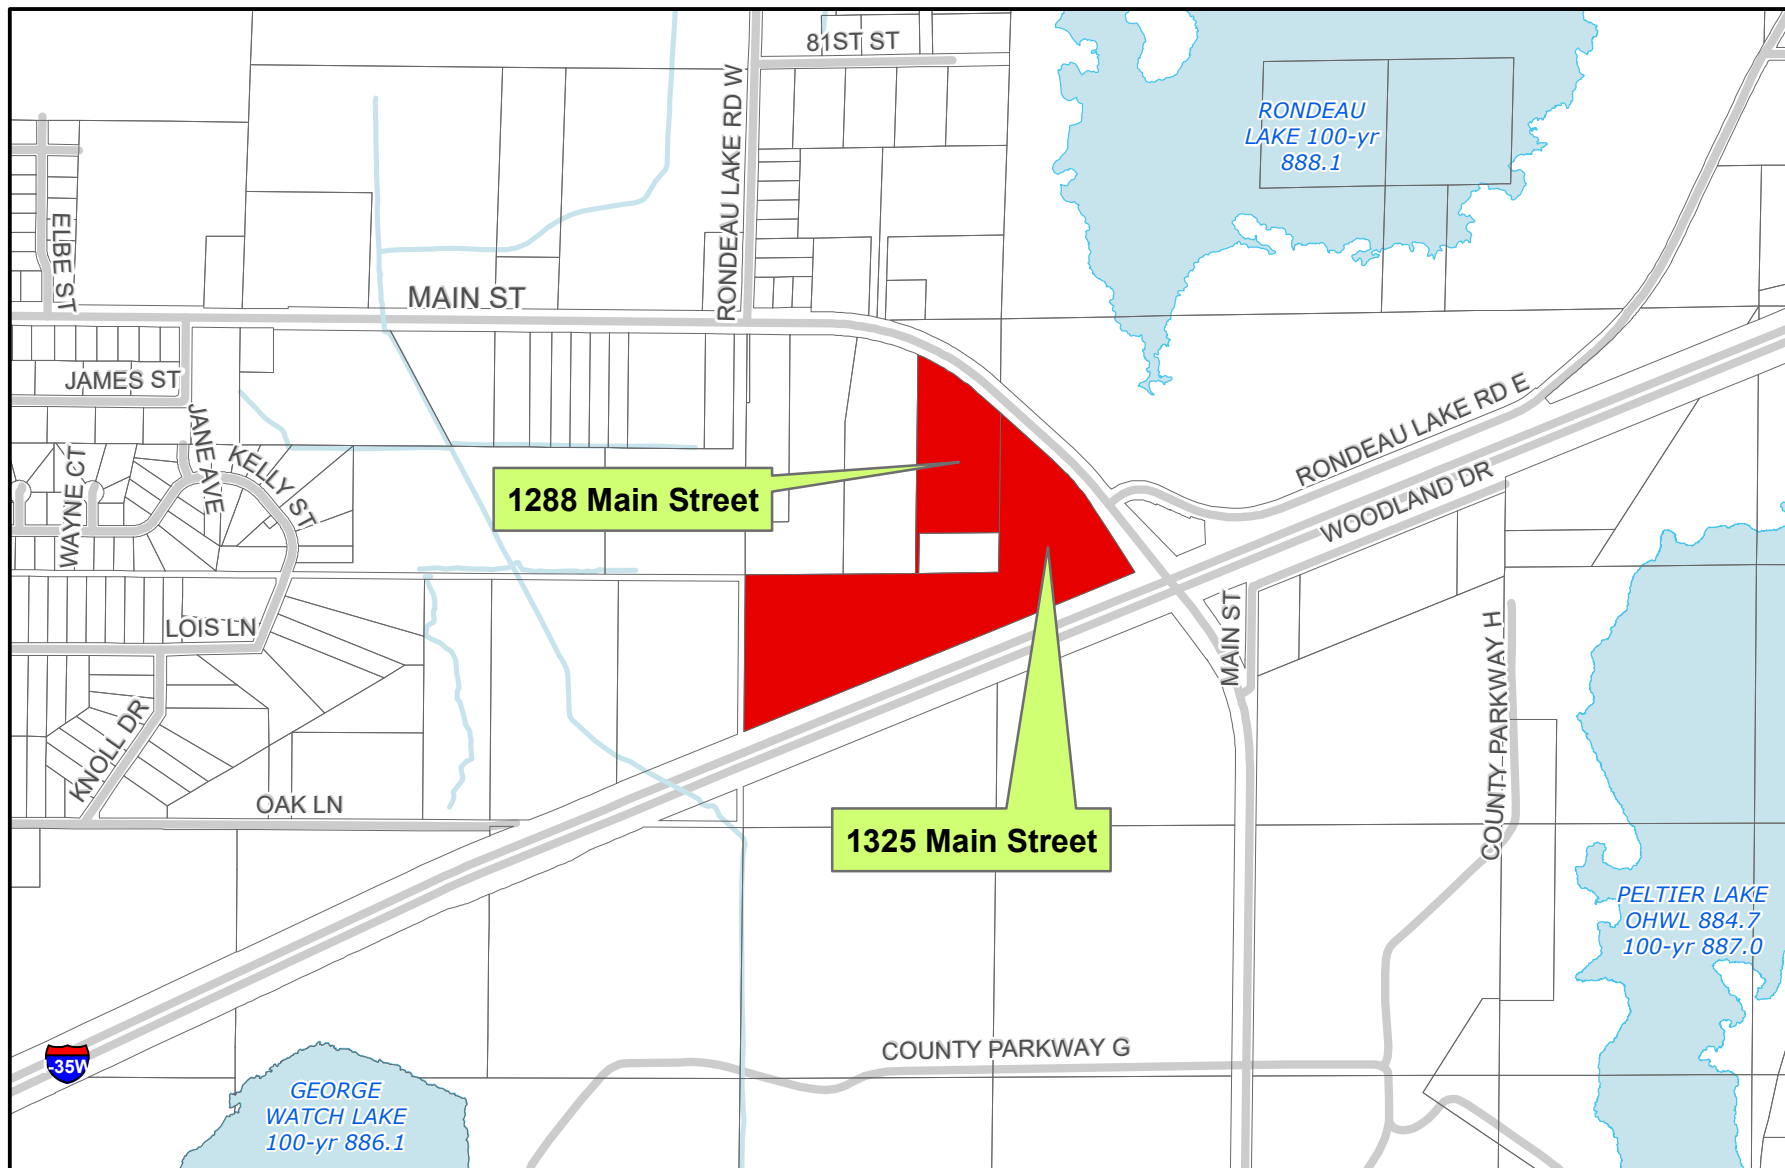 81ST ST
RONDEAU LAKE RD W
RONDEAU
LAKE 100-yr
888.1
ELBE ST
MAIN ST
JAMES ST
JANE AVE
KELLY ST
WAYNE CT
RONDEAU LAKE RD E
WOODLAND DR
1288 Main Street
LOIS LN
MAIN ST
COUNTY PARKWAY H
KNOLL DR
OAK LN
1325 Main Street
PELTIER LAKE
OHWL 884.7
100-yr 887.0
COUNTY PARKWAY G
-35W
GEORGE
WATCH LAKE
100-yr 886.1